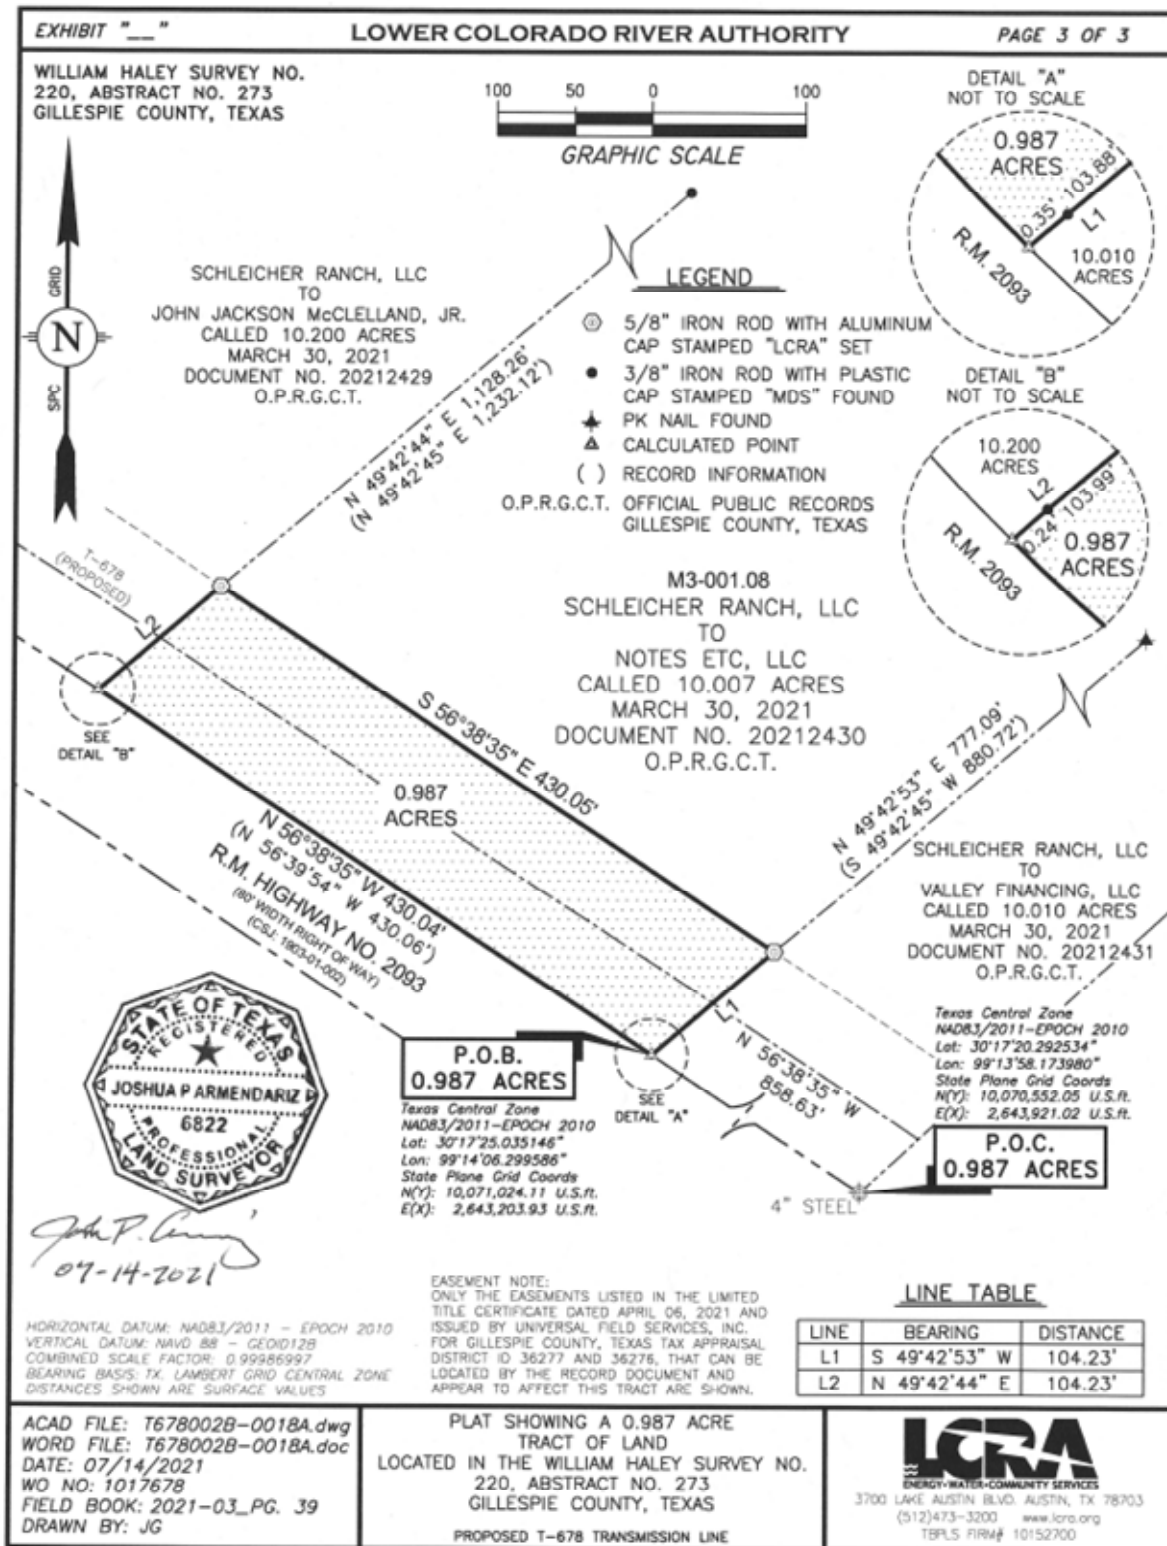 EXHIBIT "__"
LOWER COLORADO RIVER AUTHORITY
PAGE 3 OF 3
WILLIAM HALEY SURVEY NO.
220, ABSTRACT NO. 273
GILLESPIE COUNTY, TEXAS
100 50 0 100
GRAPHIC SCALE
DETAIL "A"
NOT TO SCALE
0.987
ACRES
0.35' 103.88'
L1
R.M. 2093
10.010
ACRES
GRID
N
SPC
SCHLEICHER RANCH, LLC
TO
JOHN JACKSON McCLELLAND, JR.
CALLED 10.200 ACRES
MARCH 30, 2021
DOCUMENT NO. 20212429
O.P.R.G.C.T.
N 49°42'44" E 1,128.26'
(N 49°42'45" E 1,232.12')
LEGEND
5/8" IRON ROD WITH ALUMINUM
CAP STAMPED "LCRA" SET
3/8" IRON ROD WITH PLASTIC
CAP STAMPED "MDS" FOUND
PK NAIL FOUND
CALCULATED POINT
( ) RECORD INFORMATION
O.P.R.G.C.T. OFFICIAL PUBLIC RECORDS
GILLESPIE COUNTY, TEXAS
DETAIL "B"
NOT TO SCALE
10.200
ACRES
L2
0.24' 103.99'
R.M. 2093
0.987
ACRES
T-678
(PROPOSED)
L2
M3-001.08
SCHLEICHER RANCH, LLC
TO
NOTES ETC, LLC
CALLED 10.007 ACRES
MARCH 30, 2021
DOCUMENT NO. 20212430
O.P.R.G.C.T.
SEE
DETAIL "B"
S 56°38'35" E 430.05'
0.987
ACRES
N 56°38'35" W 430.04'
(N 56°39'54" W 430.06')
R.M. HIGHWAY NO. 2093
(80' WIDTH RIGHT OF WAY)
(CSJ: 1903-01-002)
N 49°42'53" E 777.09'
(S 49°42'45" W 880.72')
SCHLEICHER RANCH, LLC
TO
VALLEY FINANCING, LLC
CALLED 10.010 ACRES
MARCH 30, 2021
DOCUMENT NO. 20212431
O.P.R.G.C.T.
L1
N 56°38'35" W
858.63'
STATE OF TEXAS
REGISTERED
JOSHUA P ARMENDARIZ
6822
PROFESSIONAL
LAND SURVEYOR
P.O.B.
0.987 ACRES
Texas Central Zone
NAD83/2011-EPOCH 2010
Lat: 30°17'25.035146"
Lon: 99°14'06.299586"
State Plane Grid Coords
N(Y): 10,071,024.11 U.S.ft.
E(X): 2,643,203.93 U.S.ft.
SEE
DETAIL "A"
Texas Central Zone
NAD83/2011-EPOCH 2010
Lat: 30°17'20.292534"
Lon: 99°13'58.173980"
State Plane Grid Coords
N(Y): 10,070,552.05 U.S.ft.
E(X): 2,643,921.02 U.S.ft.
P.O.C.
0.987 ACRES
4" STEEL
07-14-2021
HORIZONTAL DATUM: NAD83/2011 - EPOCH 2010
VERTICAL DATUM: NAVD 88 - GEOID12B
COMBINED SCALE FACTOR: 0.99986997
BEARING BASIS: TX. LAMBERT GRID CENTRAL ZONE
DISTANCES SHOWN ARE SURFACE VALUES
EASEMENT NOTE:
ONLY THE EASEMENTS LISTED IN THE LIMITED
TITLE CERTIFICATE DATED APRIL 06, 2021 AND
ISSUED BY UNIVERSAL FIELD SERVICES, INC.
FOR GILLESPIE COUNTY, TEXAS TAX APPRAISAL
DISTRICT ID 36277 AND 36276, THAT CAN BE
LOCATED BY THE RECORD DOCUMENT AND
APPEAR TO AFFECT THIS TRACT ARE SHOWN.
LINE TABLE
LINE BEARING DISTANCE
L1 S 49°42'53" W 104.23'
L2 N 49°42'44" E 104.23'
ACAD FILE: T678002B-0018A.dwg
WORD FILE: T678002B-0018A.doc
DATE: 07/14/2021
WO NO: 1017678
FIELD BOOK: 2021-03_PG. 39
DRAWN BY: JG
PLAT SHOWING A 0.987 ACRE
TRACT OF LAND
LOCATED IN THE WILLIAM HALEY SURVEY NO.
220, ABSTRACT NO. 273
GILLESPIE COUNTY, TEXAS
PROPOSED T-678 TRANSMISSION LINE
LCRA
ENERGY•WATER•COMMUNITY SERVICES
3700 LAKE AUSTIN BLVD. AUSTIN, TX 78703
(512)473-3200 www.lcra.org
TBPLS FIRM# 10152700